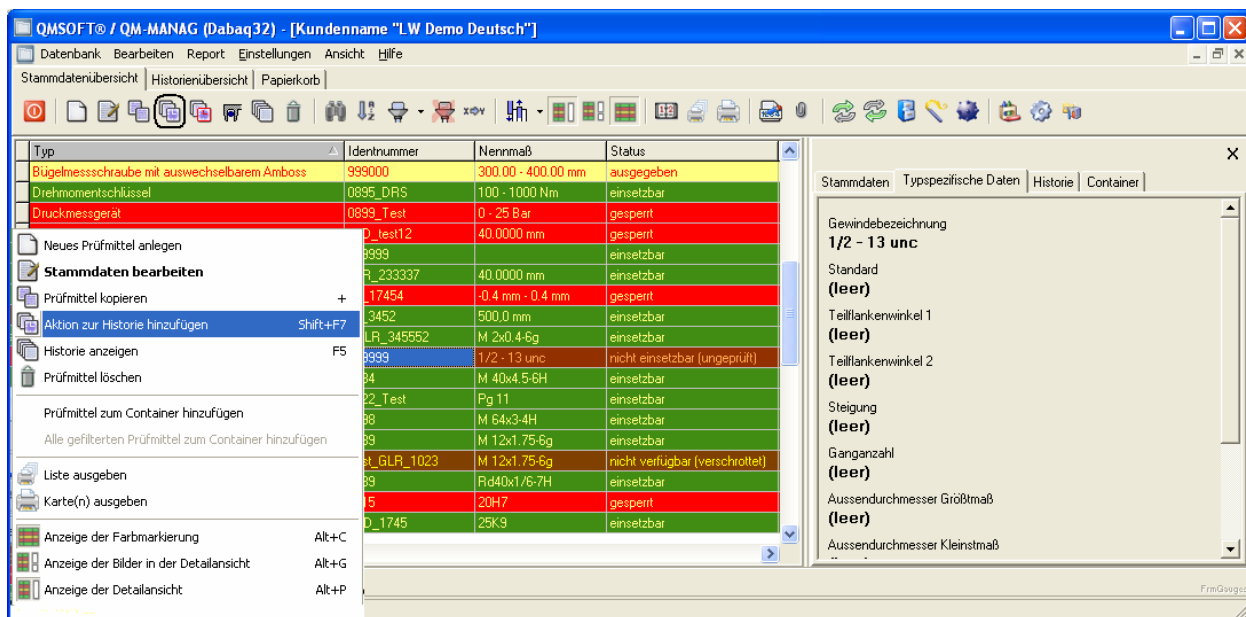 QMSOFT® / QM-MANAG (Dabaq32) - [Kundenname "LW Demo Deutsch"]
Datenbank Bearbeiten Report Einstellungen Ansicht Hilfe
Stammdatenübersicht Historienübersicht Papierkorb
Typ Identnummer Nennmaß Status
Bügelmessschraube mit auswechselbarem Amboss 999000 300.00 - 400.00 mm ausgegeben
Drehmomentschlüssel 0895_DRS 100 - 1000 Nm einsetzbar
Druckmessgerät 0899_Test 0 - 25 Bar gesperrt
D_test12 40.0000 mm gesperrt
9999 einsetzbar
R_233337 40.0000 mm einsetzbar
_17454 -0.4 mm - 0.4 mm gesperrt
_3452 500,0 mm einsetzbar
LR_345552 M 2x0.4-6g einsetzbar
9999 1/2 - 13 unc nicht einsetzbar (ungeprüft)
34 M 40x4.5-6H einsetzbar
22_Test Pg 11 einsetzbar
98 M 64x3-4H einsetzbar
39 M 12x1.75-6g einsetzbar
st_GLR_1023 M 12x1.75-6g nicht verfügbar (verschrottet)
39 Rd40x1/6-7H einsetzbar
15 20H7 gesperrt
D_1745 25K9 einsetzbar
Neues Prüfmittel anlegen
Stammdaten bearbeiten
Prüfmittel kopieren +
Aktion zur Historie hinzufügen Shift+F7
Historie anzeigen F5
Prüfmittel löschen
Prüfmittel zum Container hinzufügen
Alle gefilterten Prüfmittel zum Container hinzufügen
Liste ausgeben
Karte(n) ausgeben
Anzeige der Farbmarkierung Alt+C
Anzeige der Bilder in der Detailansicht Alt+G
Anzeige der Detailansicht Alt+P
Stammdaten Typspezifische Daten Historie Container
Gewindebezeichnung
1/2 - 13 unc
Standard
(leer)
Teilflankenwinkel 1
(leer)
Teilflankenwinkel 2
(leer)
Steigung
(leer)
Ganganzahl
(leer)
Aussendurchmesser Größtmaß
(leer)
Aussendurchmesser Kleinstmaß
FrmGauges